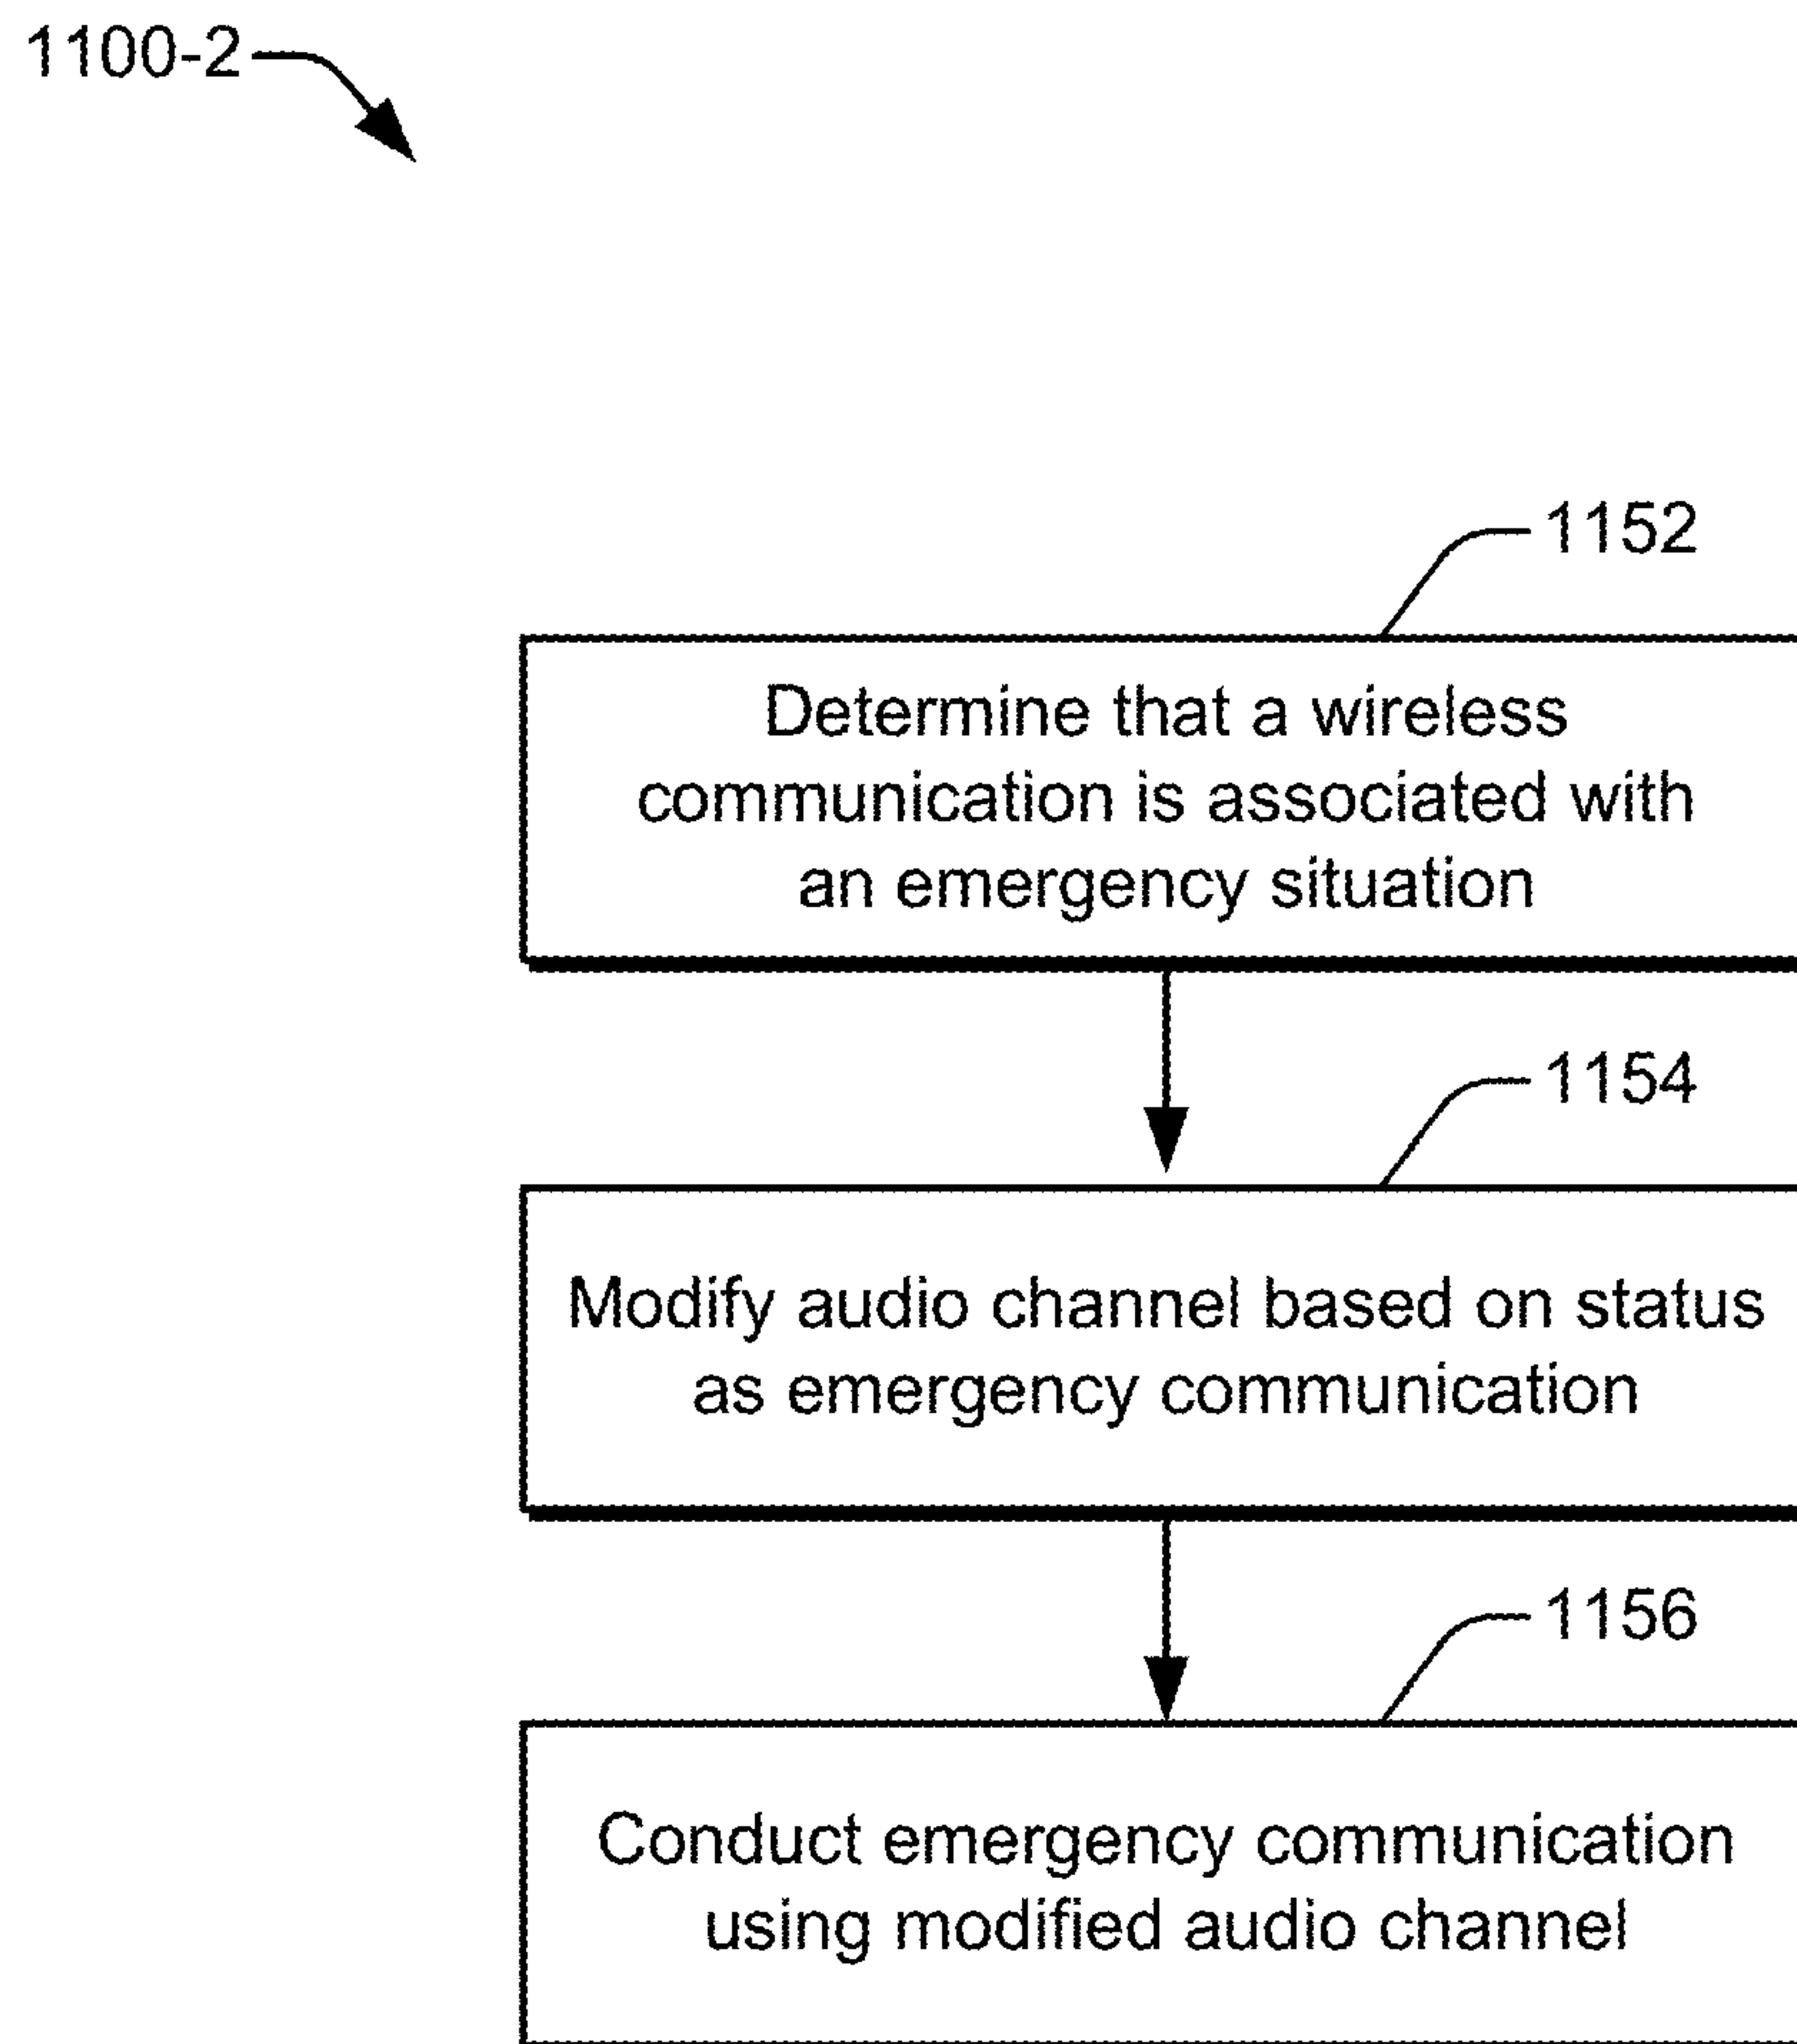 1100-2
1152
Determine that a wireless
communication is associated with
an emergency situation
1154
Modify audio channel based on status
as emergency communication
1156
Conduct emergency communication
using modified audio channel